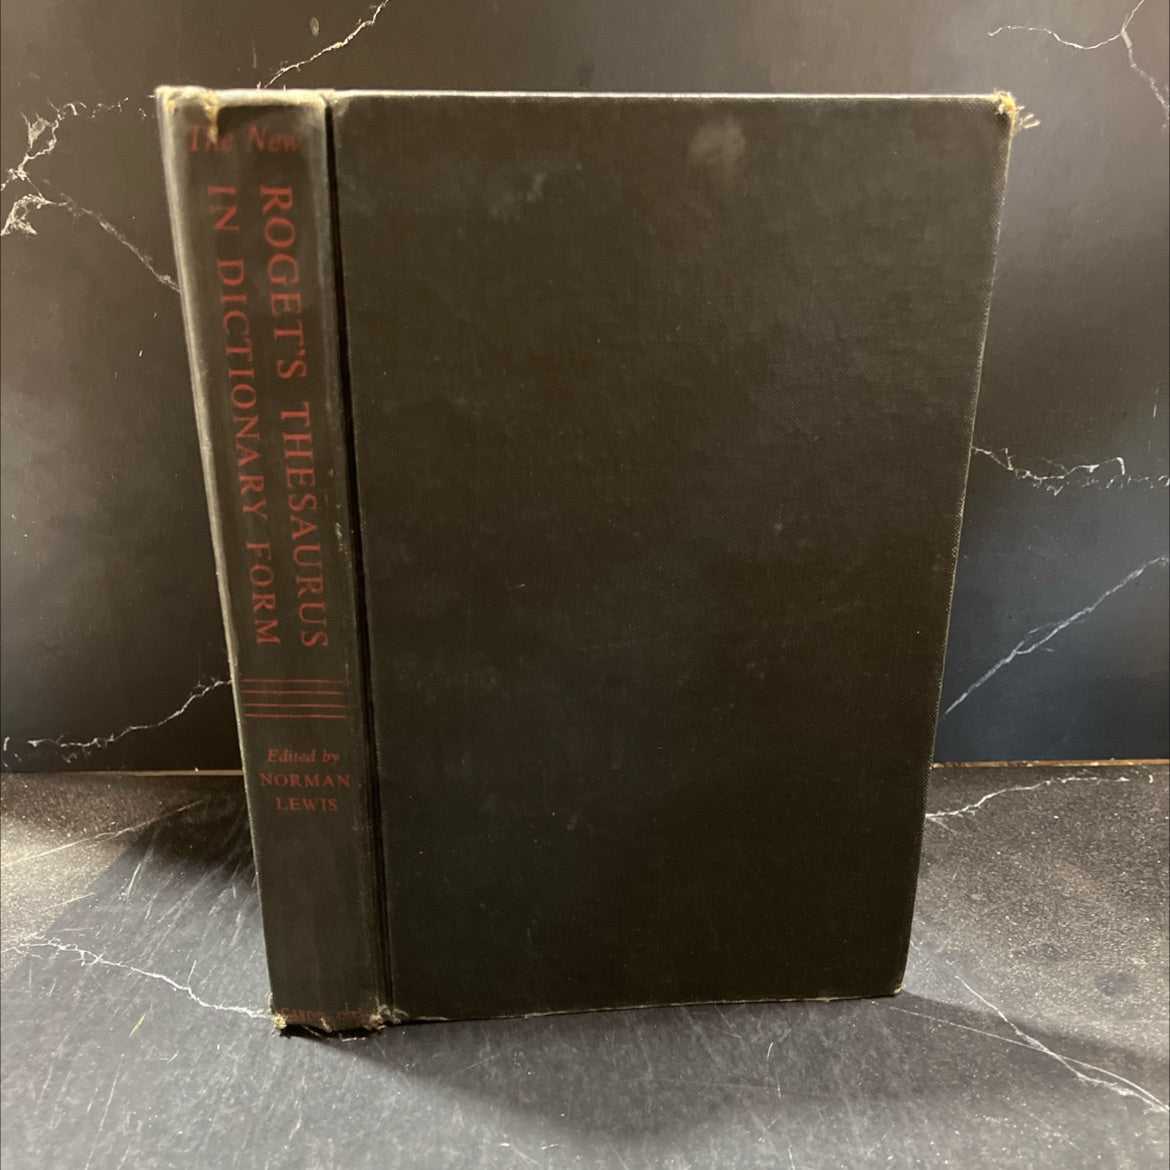 The New
ROGET'S THESAURUS
IN DICTIONARY FORM
Edited by
NORMAN
LEWIS